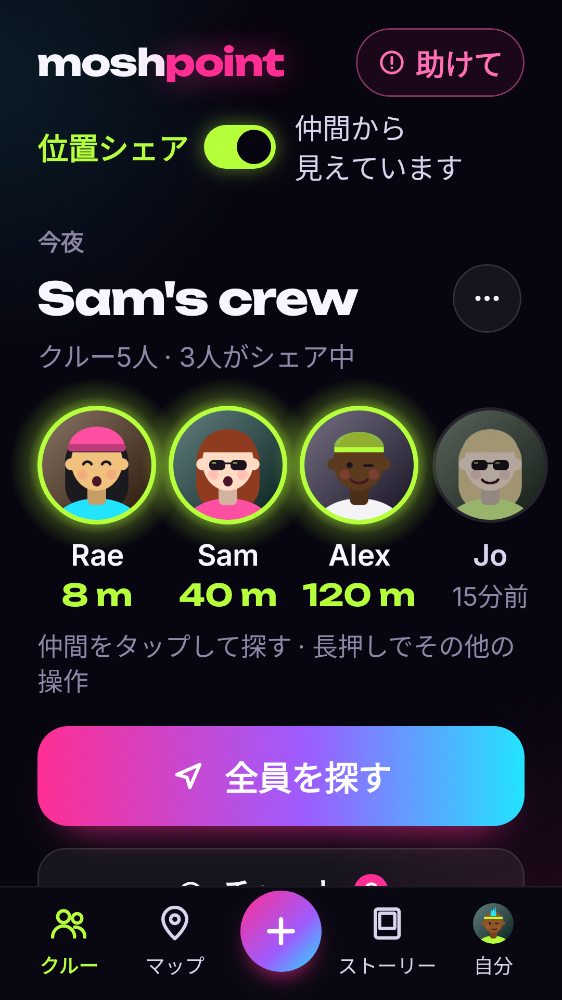 moshpoint
助けて
位置シェア
仲間から
見えています
今夜
Sam's crew
クルー5人 · 3人がシェア中
Rae
Sam
Alex
Jo
8 m
40 m
120 m
15分前
仲間をタップして探す · 長押しでその他の
操作
全員を探す
クルー
マップ
ストーリー
自分